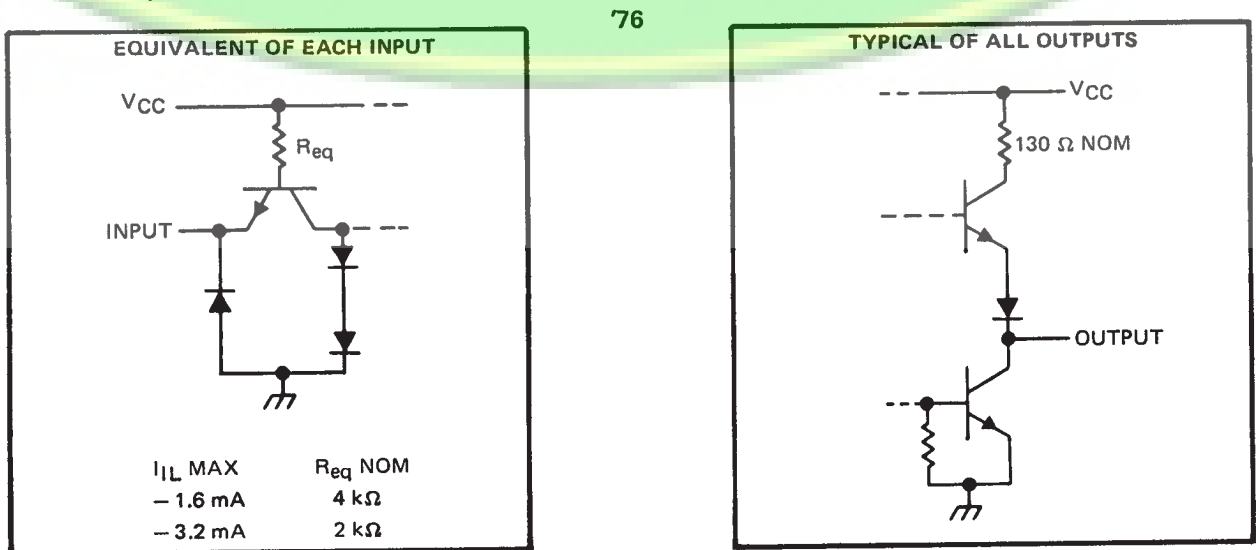 '76
EQUIVALENT OF EACH INPUT
VCC
Req
INPUT
IIL MAX Req NOM
– 1.6 mA 4 kΩ
– 3.2 mA 2 kΩ
TYPICAL OF ALL OUTPUTS
VCC
130 Ω NOM
OUTPUT